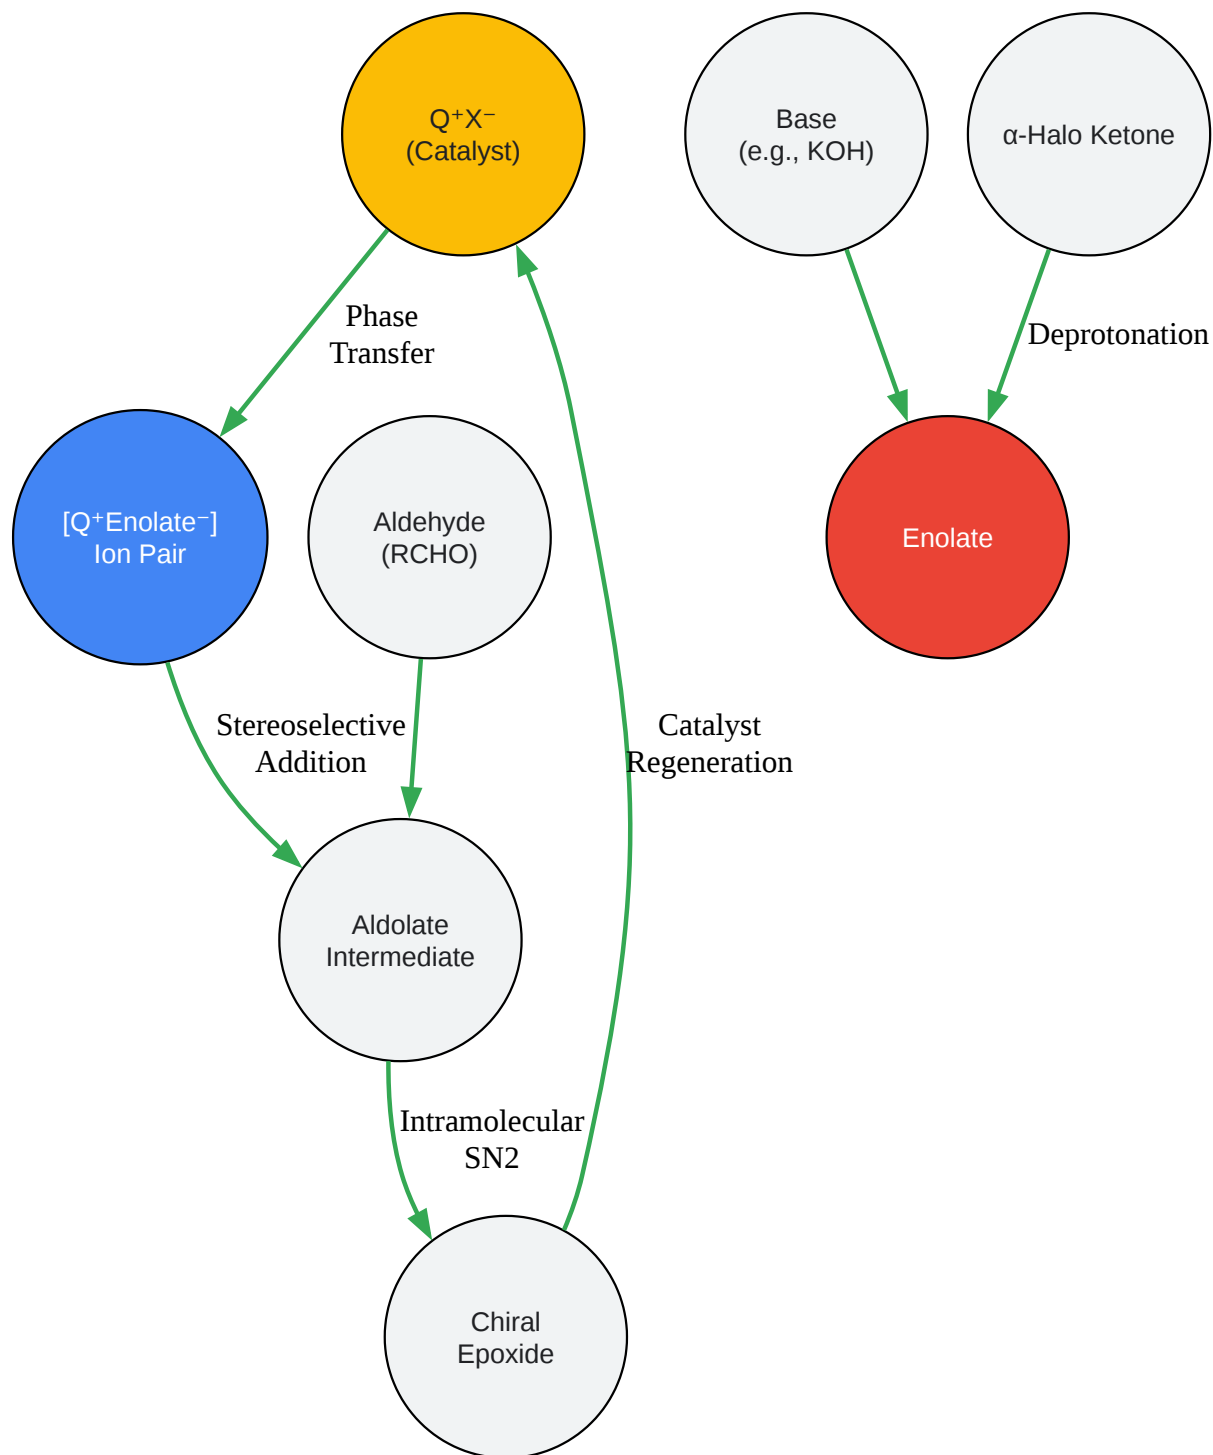 Q⁺X⁻
(Catalyst)
Base
(e.g., KOH)
α-Halo Ketone
Phase
Transfer
Deprotonation
[Q⁺Enolate⁻]
Ion Pair
Aldehyde
(RCHO)
Enolate
Stereoselective
Addition
Catalyst
Regeneration
Aldolate
Intermediate
Intramolecular
SN2
Chiral
Epoxide